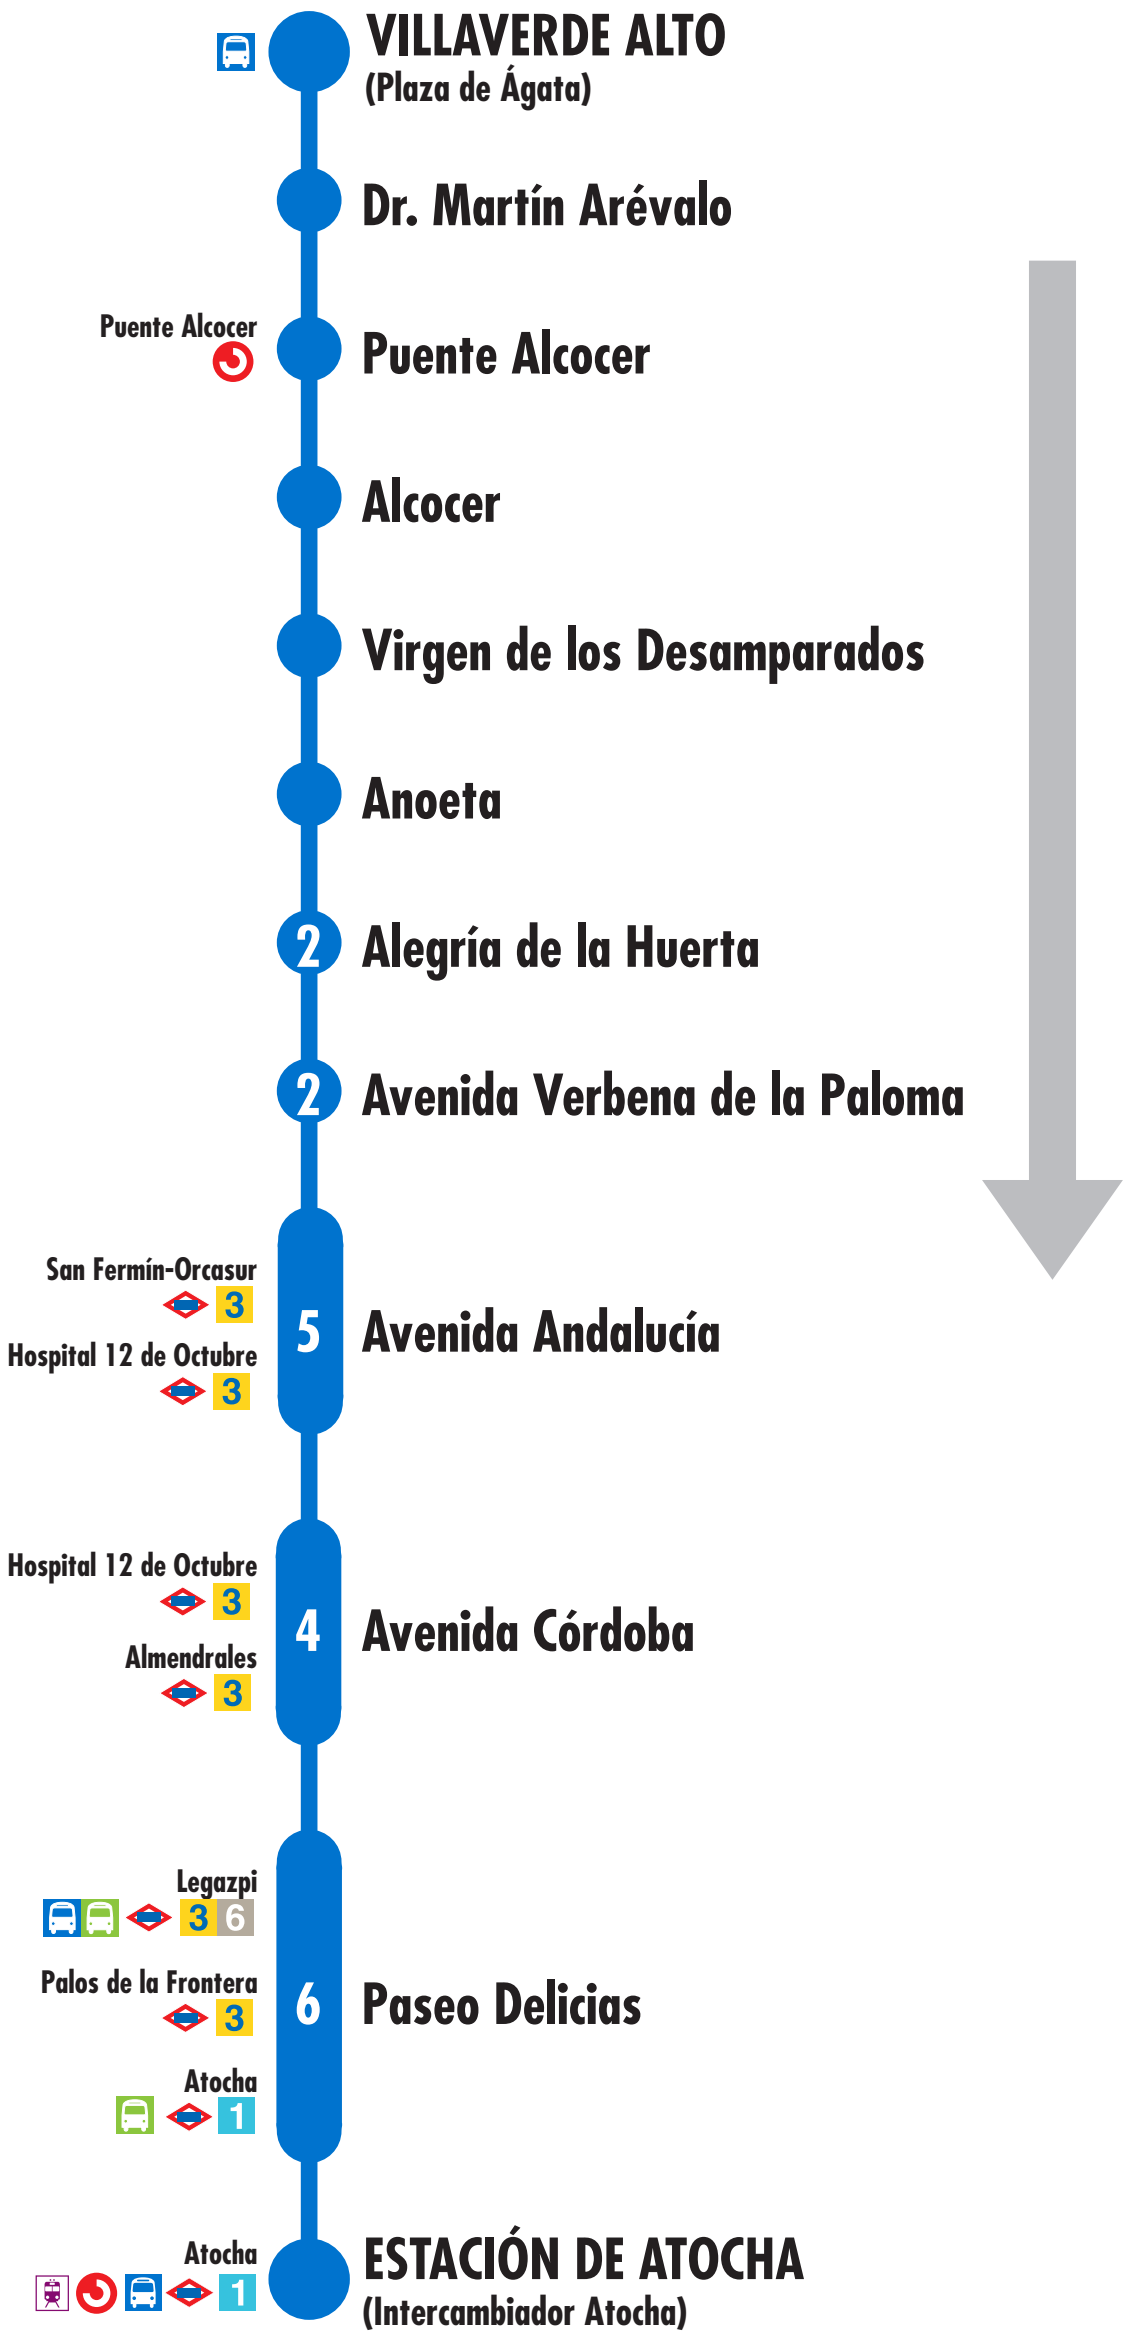 VILLAVERDE ALTO
(Plaza de Ágata)
Dr. Martín Arévalo
Puente Alcocer
Puente Alcocer
Alcocer
Virgen de los Desamparados
Anoeta
2 Alegría de la Huerta
2 Avenida Verbena de la Paloma
San Fermín-Orcasur
3
5 Avenida Andalucía
Hospital 12 de Octubre
3
Hospital 12 de Octubre
3
4 Avenida Córdoba
Almendrales
3
Legazpi
3 6
Palos de la Frontera
3
6 Paseo Delicias
Atocha
1
Atocha
1
ESTACIÓN DE ATOCHA
(Intercambiador Atocha)